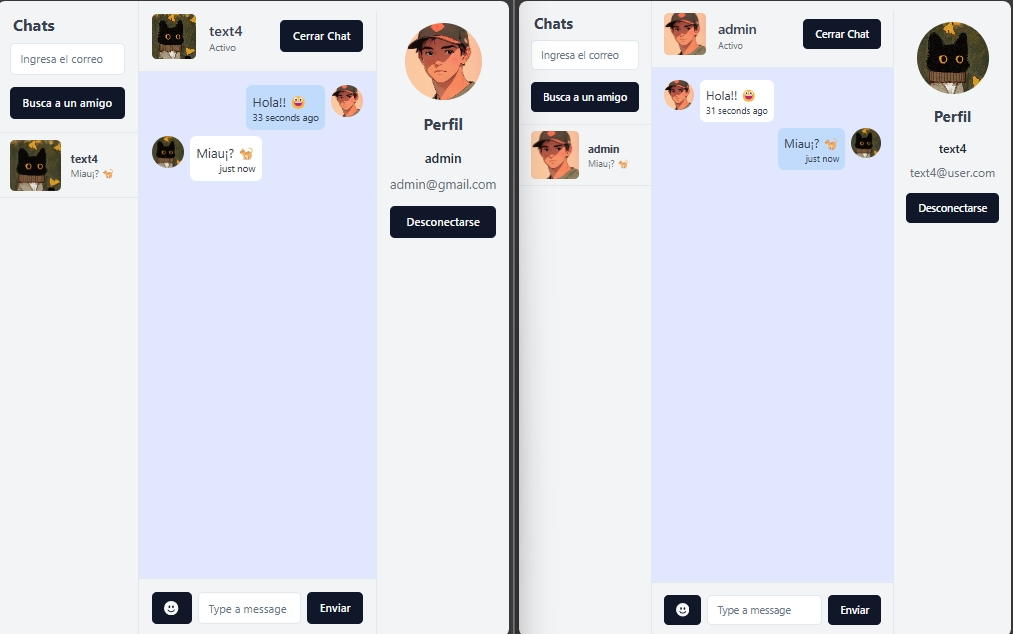 Chats
Ingresa el correo
Busca a un amigo
text4
Miau¡? 🐈
text4
Activo
Cerrar Chat
Hola!! 😜
33 seconds ago
Miau¡? 🐈
just now
Type a message
Enviar
Perfil
admin
admin@gmail.com
Desconectarse
Chats
Ingresa el correo
Busca a un amigo
admin
Miau¡? 🐈
admin
Activo
Cerrar Chat
Hola!! 😜
31 seconds ago
Miau¡? 🐈
just now
Type a message
Enviar
Perfil
text4
text4@user.com
Desconectarse